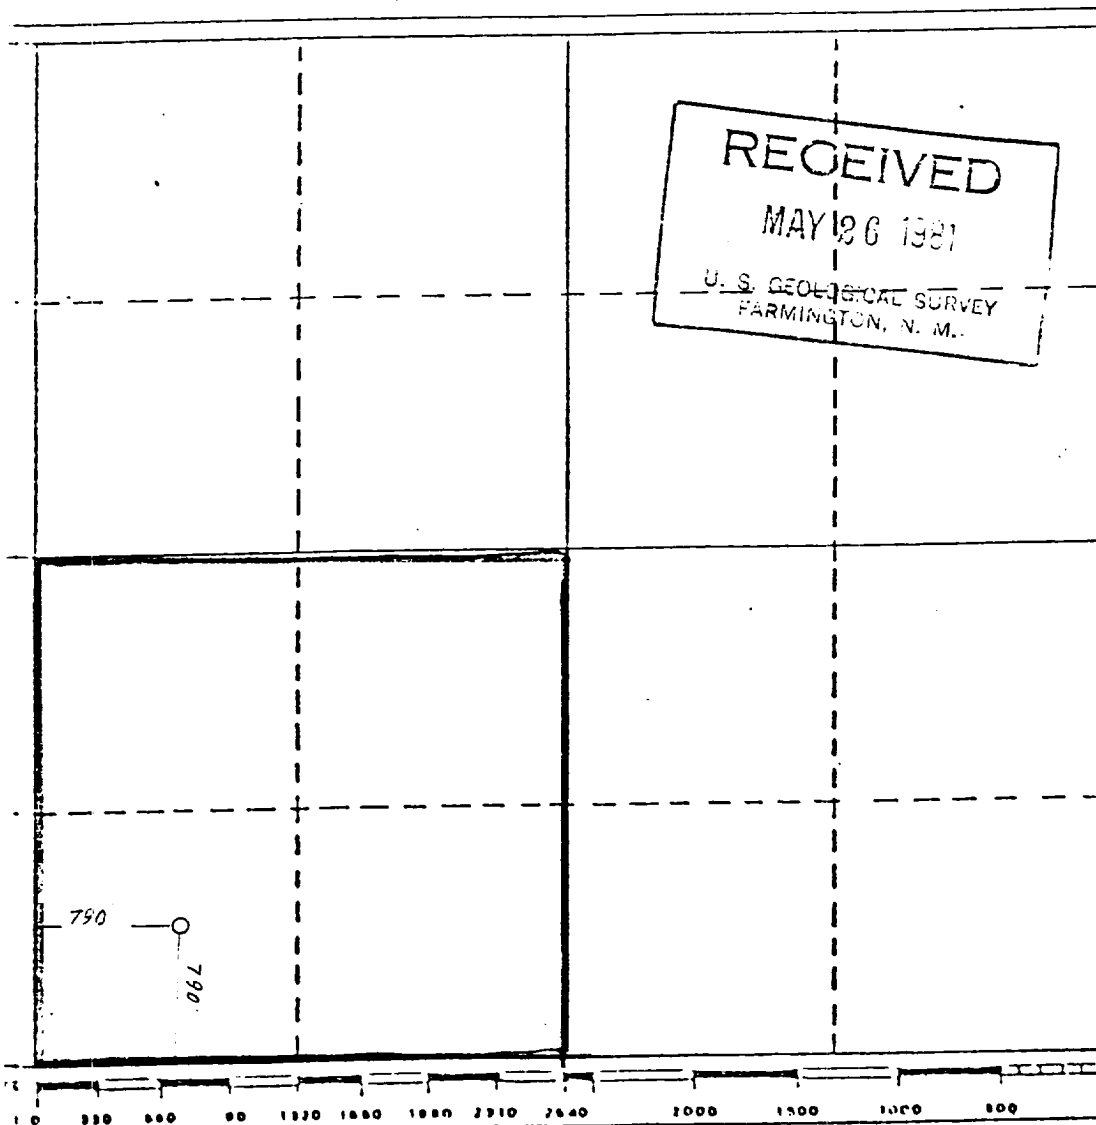 RECEIVED
MAY 26 1981
U. S. GEOLOGICAL SURVEY
FARMINGTON, N. M.
790
790'
0 330 660 90 1320 1650 1980 2310 2640 2000 1500 1000 500